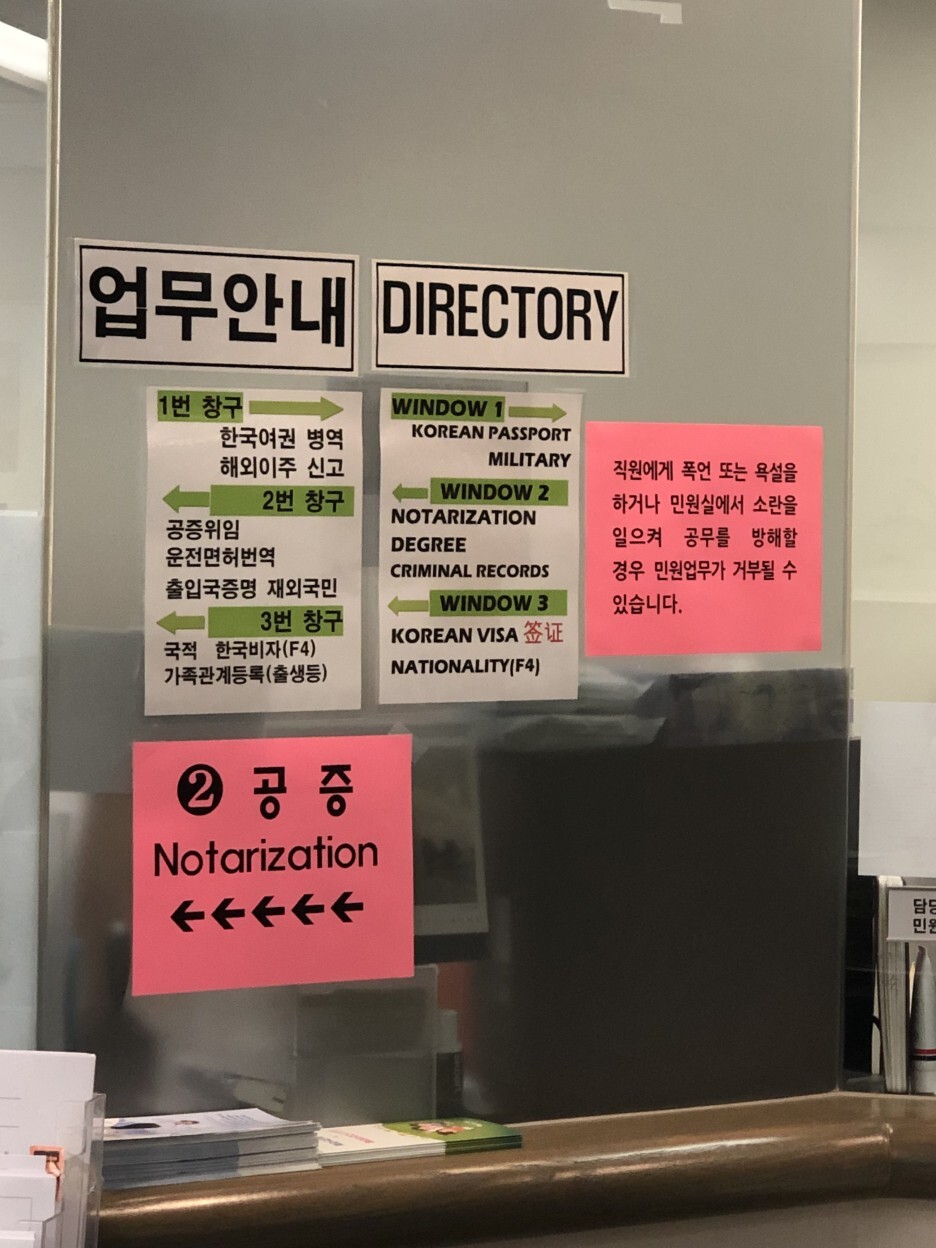 업무안내
DIRECTORY
1번 창구
한국여권 병역
해외이주 신고
2번 창구
공증위임
운전면허번역
출입국증명 재외국민
3번 창구
국적 한국비자(F4)
가족관계등록(출생등)
WINDOW 1
KOREAN PASSPORT
MILITARY
WINDOW 2
NOTARIZATION
DEGREE
CRIMINAL RECORDS
WINDOW 3
KOREAN VISA 签证
NATIONALITY(F4)
직원에게 폭언 또는 욕설을
하거나 민원실에서 소란을
일으켜 공무를 방해할
경우 민원업무가 거부될 수
있습니다.
2 공 증
Notarization
←←←←←